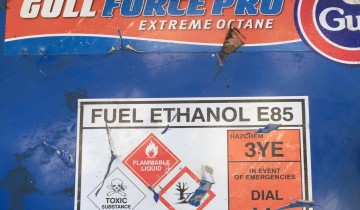 GULL FORCE PRO
EXTREME OCTANE
Gu
FUEL ETHANOL E85
HAZCHEM
3YE
FLAMMABLE
LIQUID
TOXIC
SUBSTANCE
IN EVENT
OF EMERGENCIES
DIAL